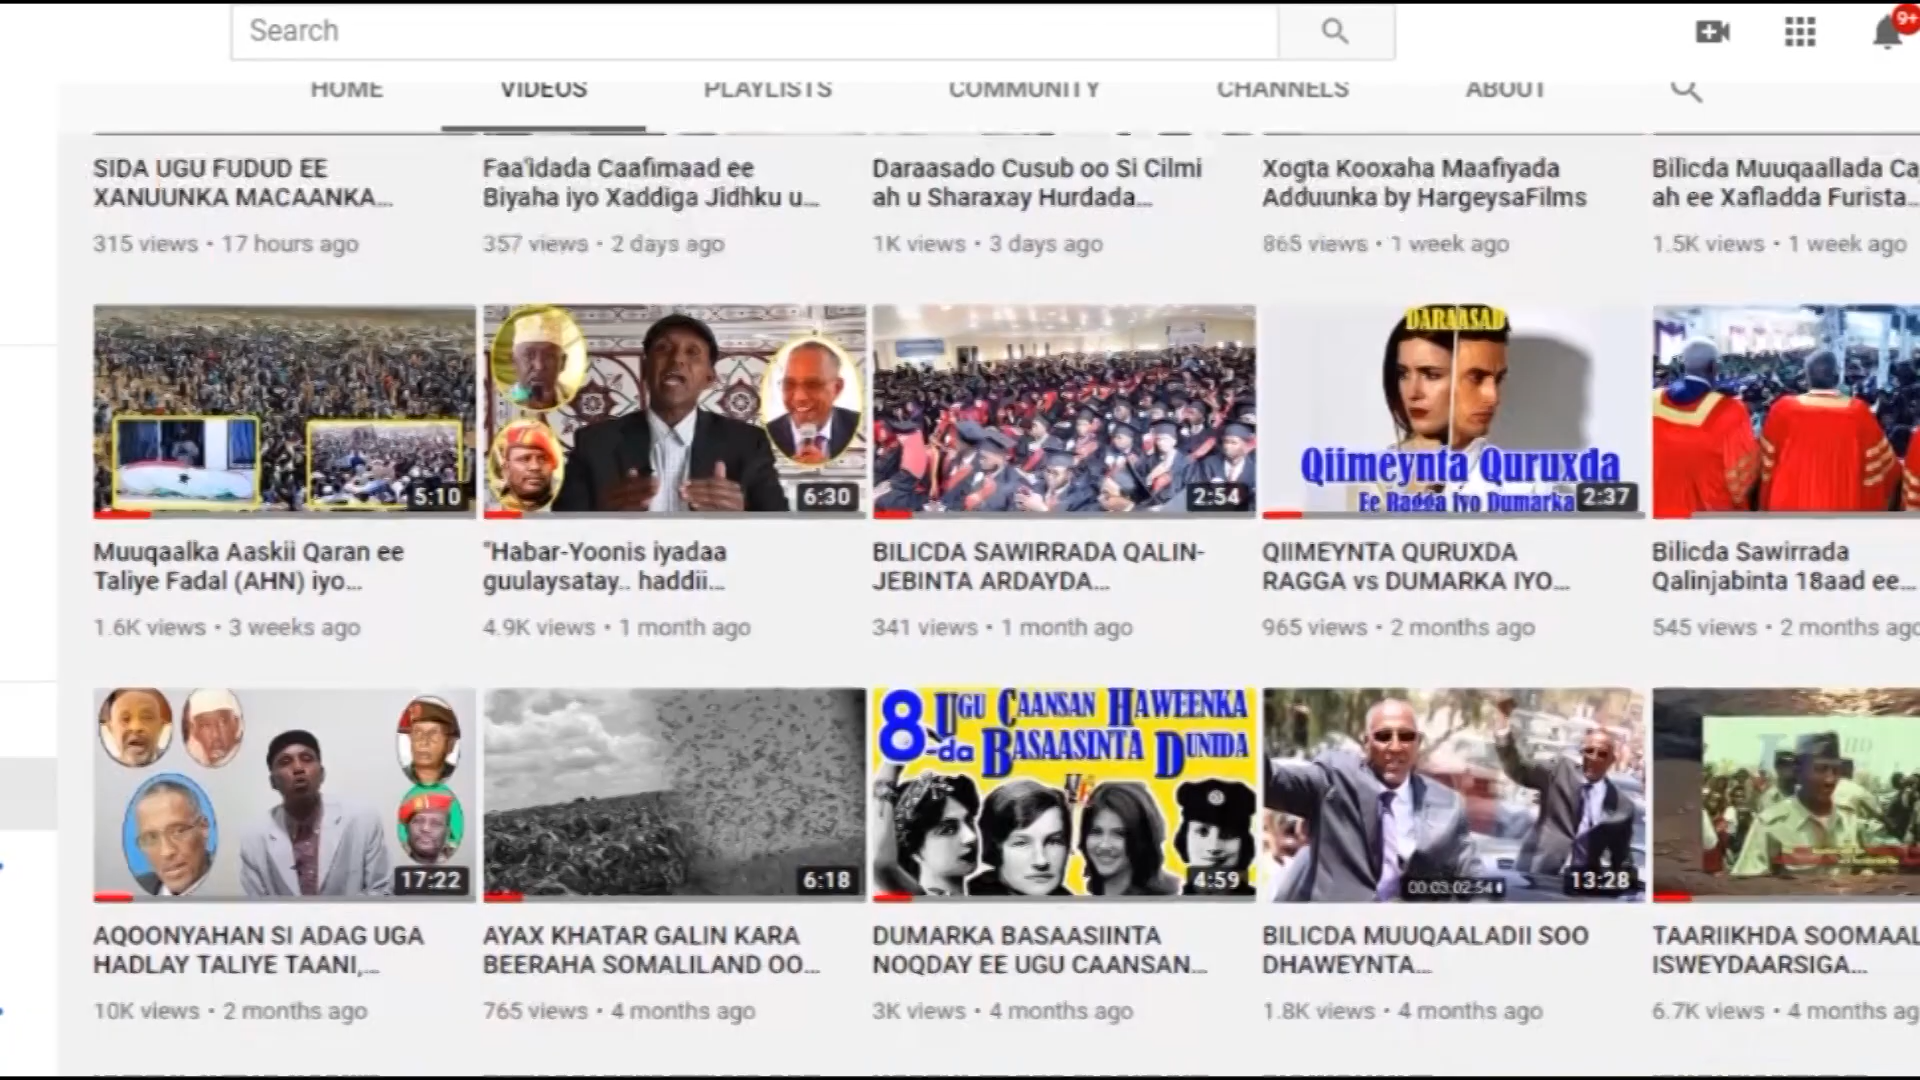 Search
9+
HOME VIDEOS PLAYLISTS COMMUNITY CHANNELS ABOUT
SIDA UGU FUDUD EE
XANUUNKA MACAANKA...
315 views • 17 hours ago
Faa'idada Caafimaad ee
Biyaha iyo Xaddiga Jidhku u...
357 views • 2 days ago
Daraasado Cusub oo Si Cilmi
ah u Sharaxay Hurdada...
1K views • 3 days ago
Xogta Kooxaha Maafiyada
Adduunka by HargeysaFilms
865 views • 1 week ago
Bilicda Muuqaallada Ca
ah ee Xafladda Furista...
1.5K views • 1 week ago
5:10
Muuqaalka Aaskii Qaran ee
Taliye Fadal (AHN) iyo...
1.6K views • 3 weeks ago
6:30
"Habar-Yoonis iyadaa
guulaysatay.. haddii...
4.9K views • 1 month ago
2:54
BILICDA SAWIRRADA QALIN-
JEBINTA ARDAYDA...
341 views • 1 month ago
DARAASAD
Qiimeynta Quruxda
Ee Ragga Iyo Dumarka
2:37
QIIMEYNTA QURUXDA
RAGGA vs DUMARKA IYO...
965 views • 2 months ago
Bilicda Sawirrada
Qalinjabinta 18aad ee...
545 views • 2 months ago
17:22
AQOONYAHAN SI ADAG UGA
HADLAY TALIYE TAANI,...
10K views • 2 months ago
6:18
AYAX KHATAR GALIN KARA
BEERAHA SOMALILAND OO...
765 views • 4 months ago
8-da UGU CAANSAN HAWEENKA
BASAASINTA DUNIDA
4:59
DUMARKA BASAASIINTA
NOQDAY EE UGU CAANSAN...
3K views • 4 months ago
00:03:02:54
13:28
BILICDA MUUQAALADII SOO
DHAWEYNTA...
1.8K views • 4 months ago
TAARIIKHDA SOOMAAL
ISWEYDAARSIGA...
6.7K views • 4 months ag